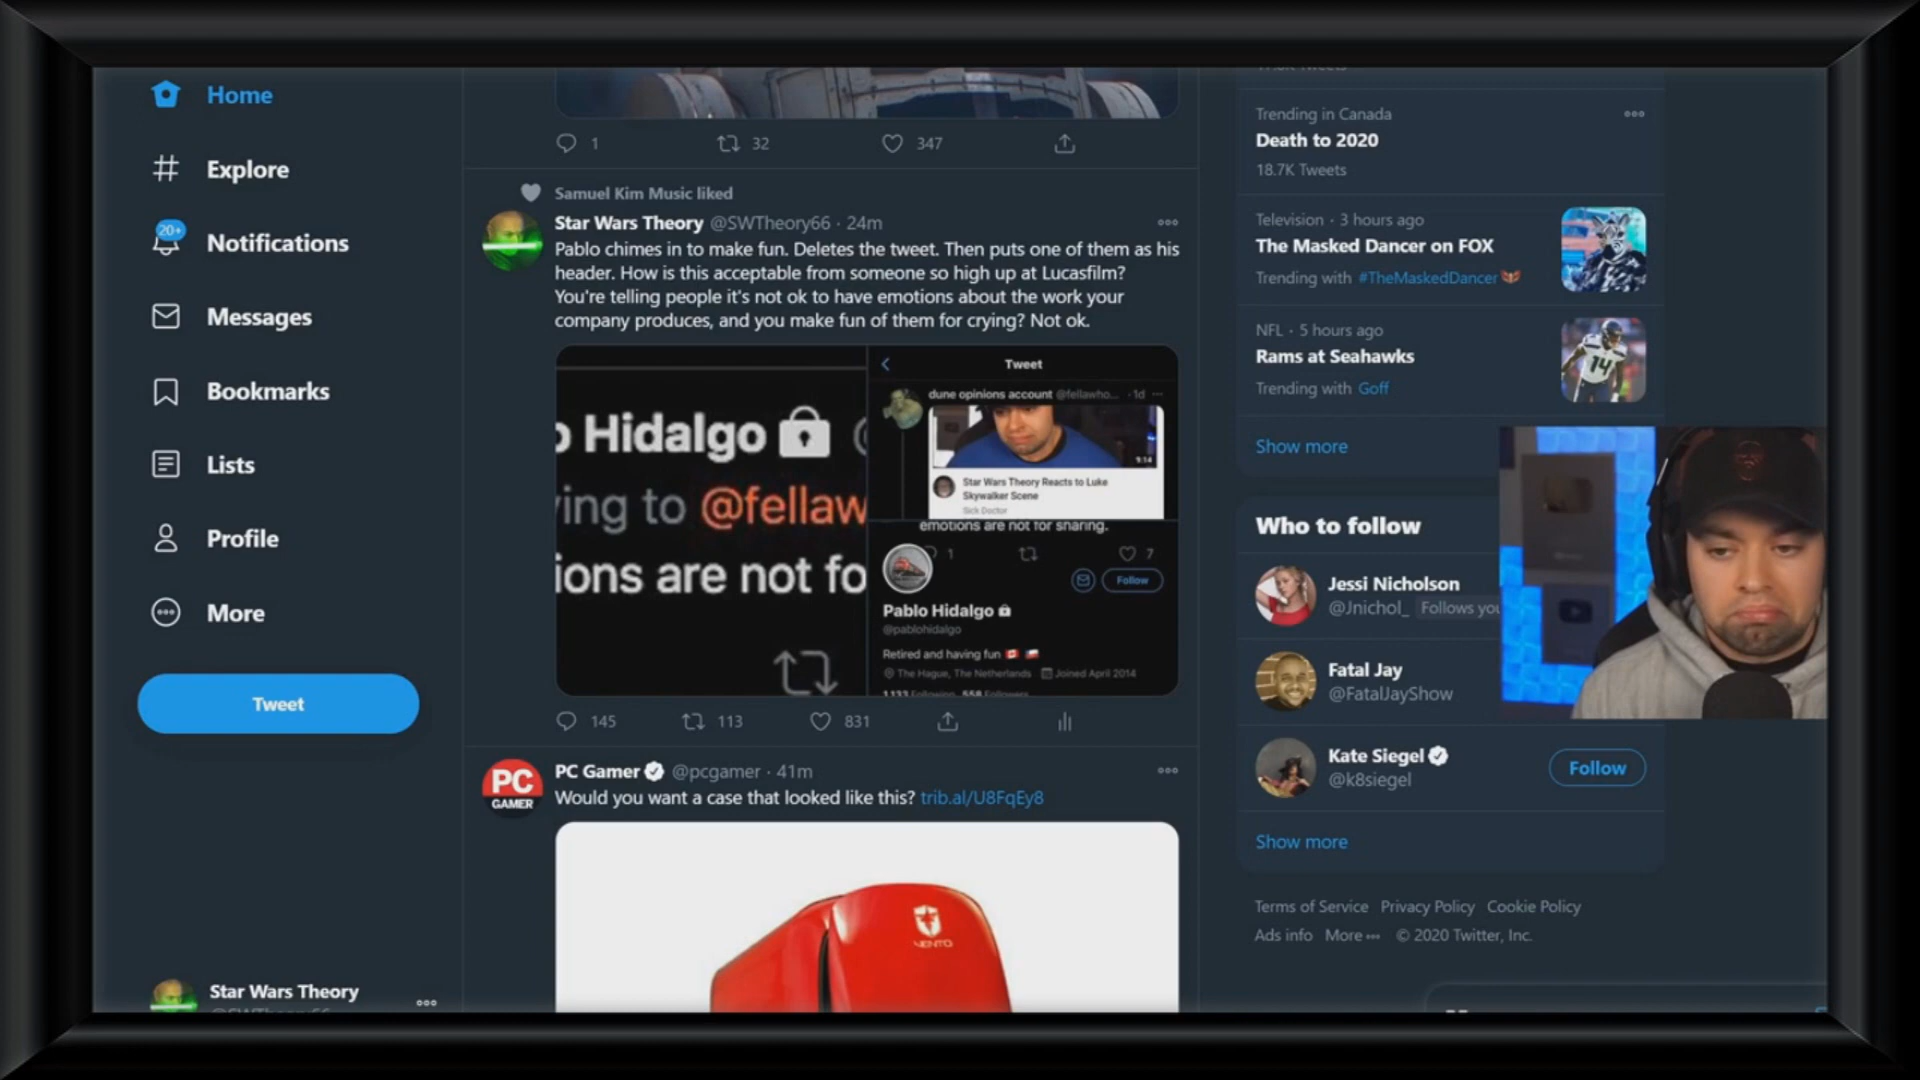 Home
Explore
20+
Notifications
Messages
Bookmarks
Lists
Profile
More
Tweet
Star Wars Theory
1 32 347
Samuel Kim Music liked
Star Wars Theory @SWTheory66 · 24m
Pablo chimes in to make fun. Deletes the tweet. Then puts one of them as his
header. How is this acceptable from someone so high up at Lucasfilm?
You're telling people it's not ok to have emotions about the work your
company produces, and you make fun of them for crying? Not ok.
Hidalgo
ing to @fellaw
ions are not fo
Tweet
dune opinions account @fellawho... · 1d
9:14
Star Wars Theory Reacts to Luke
Skywalker Scene
Sick Doctor
emotions are not for sharing.
1 7
Follow
Pablo Hidalgo
@pablohidalgo
Retired and having fun
The Hague, The Netherlands Joined April 2014
145 113 831
PC Gamer @pcgamer · 41m
PC
GAMER
Would you want a case that looked like this? trib.al/U8FqEy8
VENTO
Trending in Canada
Death to 2020
18.7K Tweets
Television · 3 hours ago
The Masked Dancer on FOX
Trending with #TheMaskedDancer
NFL · 5 hours ago
Rams at Seahawks
Trending with Goff
14
Show more
Who to follow
Jessi Nicholson
@Jnichol_ Follows you
Fatal Jay
@FatalJayShow
Kate Siegel
@k8siegel
Follow
Show more
Terms of Service Privacy Policy Cookie Policy
Ads info More © 2020 Twitter, Inc.